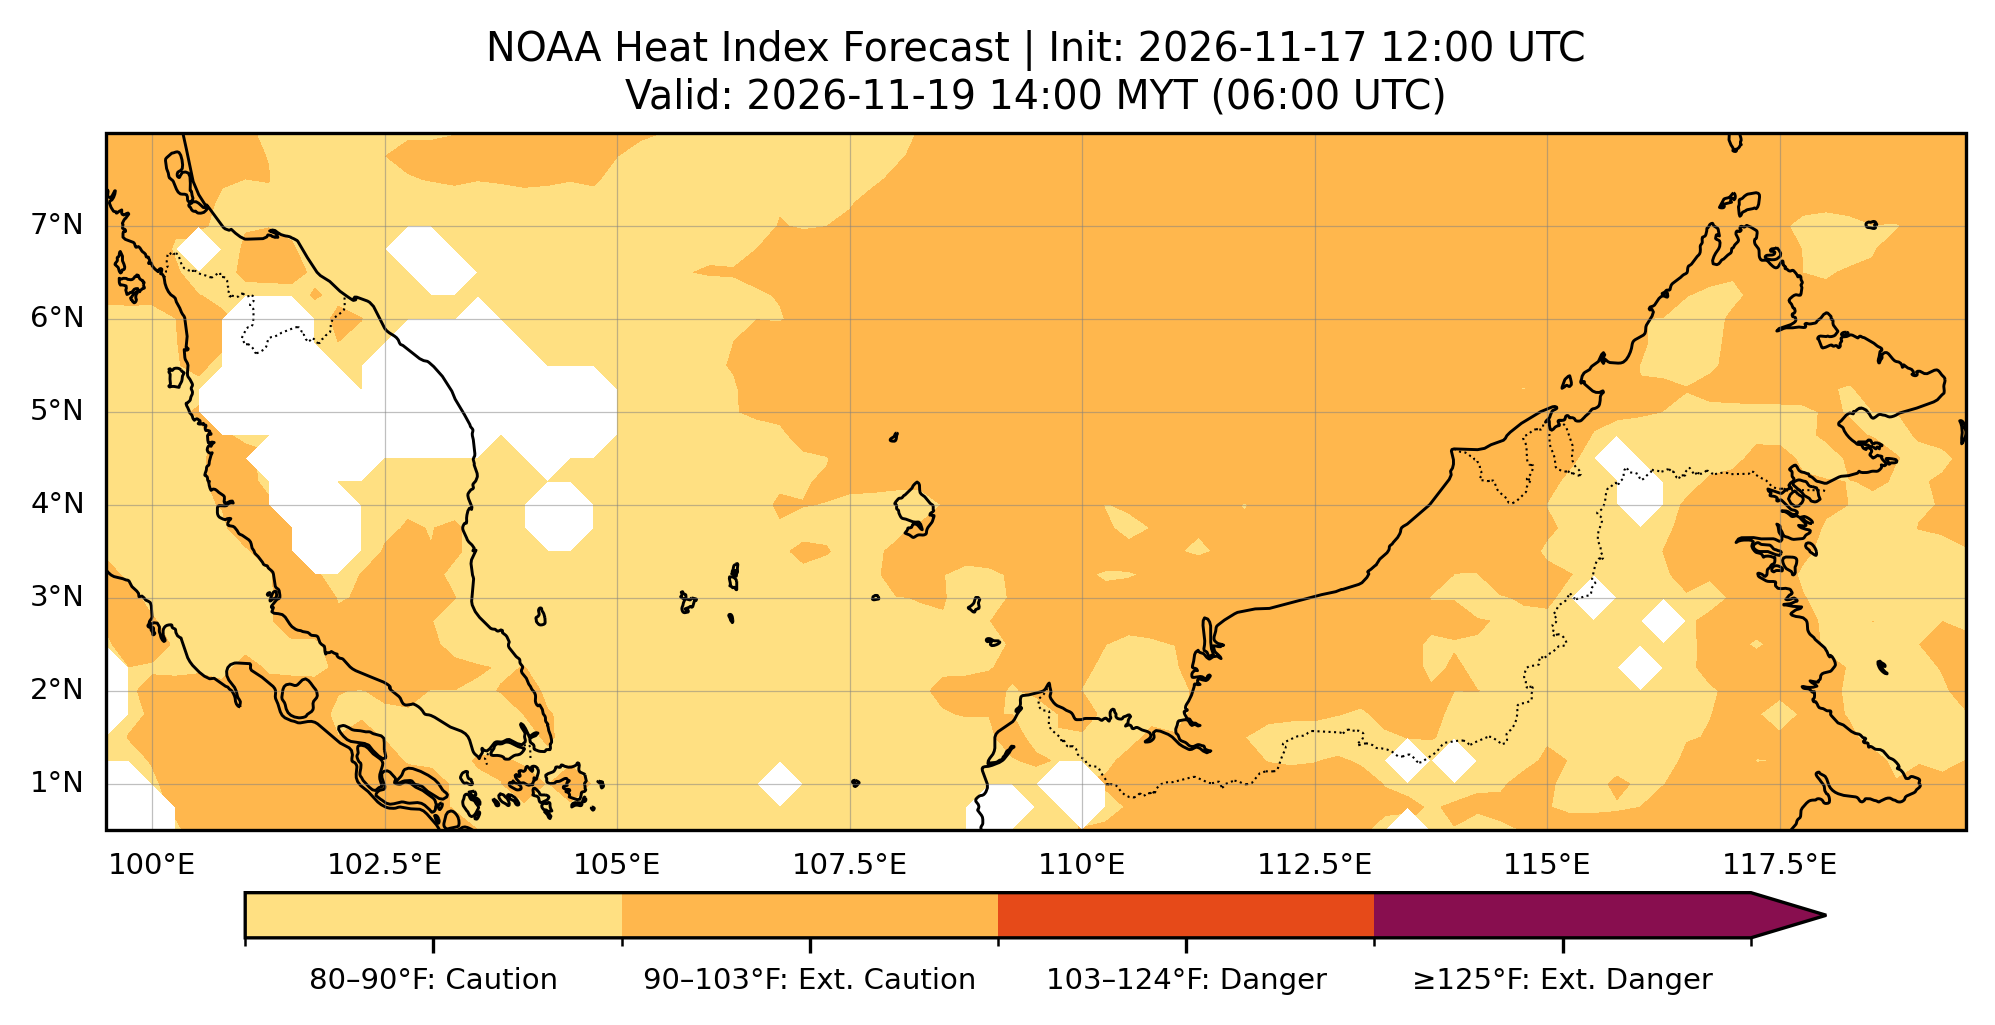 NOAA Heat Index Forecast | Init: 2026-11-17 12:00 UTC
Valid: 2026-11-19 14:00 MYT (06:00 UTC)
7°N
6°N
5°N
4°N
3°N
2°N
1°N
100°E 102.5°E 105°E 107.5°E 110°E 112.5°E 115°E 117.5°E
80–90°F: Caution 90–103°F: Ext. Caution 103–124°F: Danger ≥125°F: Ext. Danger